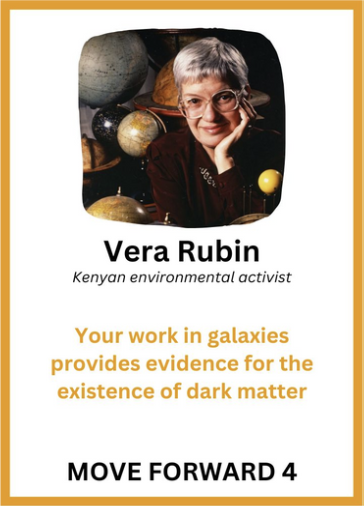 Vera Rubin
Kenyan environmental activist
Your work in galaxies
provides evidence for the
existence of dark matter
MOVE FORWARD 4